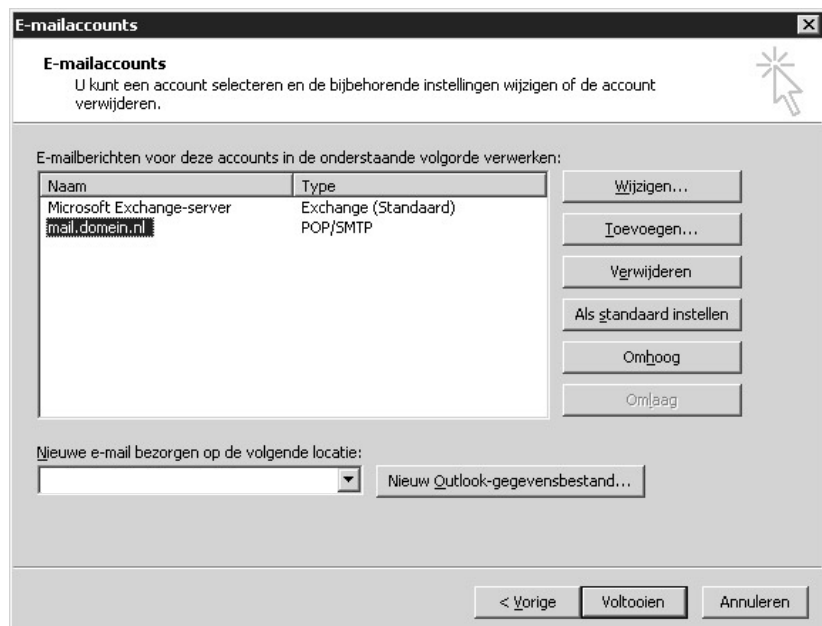 E-mailaccounts
E-mailaccounts
U kunt een account selecteren en de bijbehorende instellingen wijzigen of de account
verwijderen.
E-mailberichten voor deze accounts in de onderstaande volgorde verwerken:
Naam Type
Microsoft Exchange-server Exchange (Standaard)
mail.domein.nl POP/SMTP
Wijzigen...
Toevoegen...
Verwijderen
Als standaard instellen
Omhoog
Omlaag
Nieuwe e-mail bezorgen op de volgende locatie:
Nieuw Outlook-gegevensbestand...
< Vorige
Voltooien
Annuleren